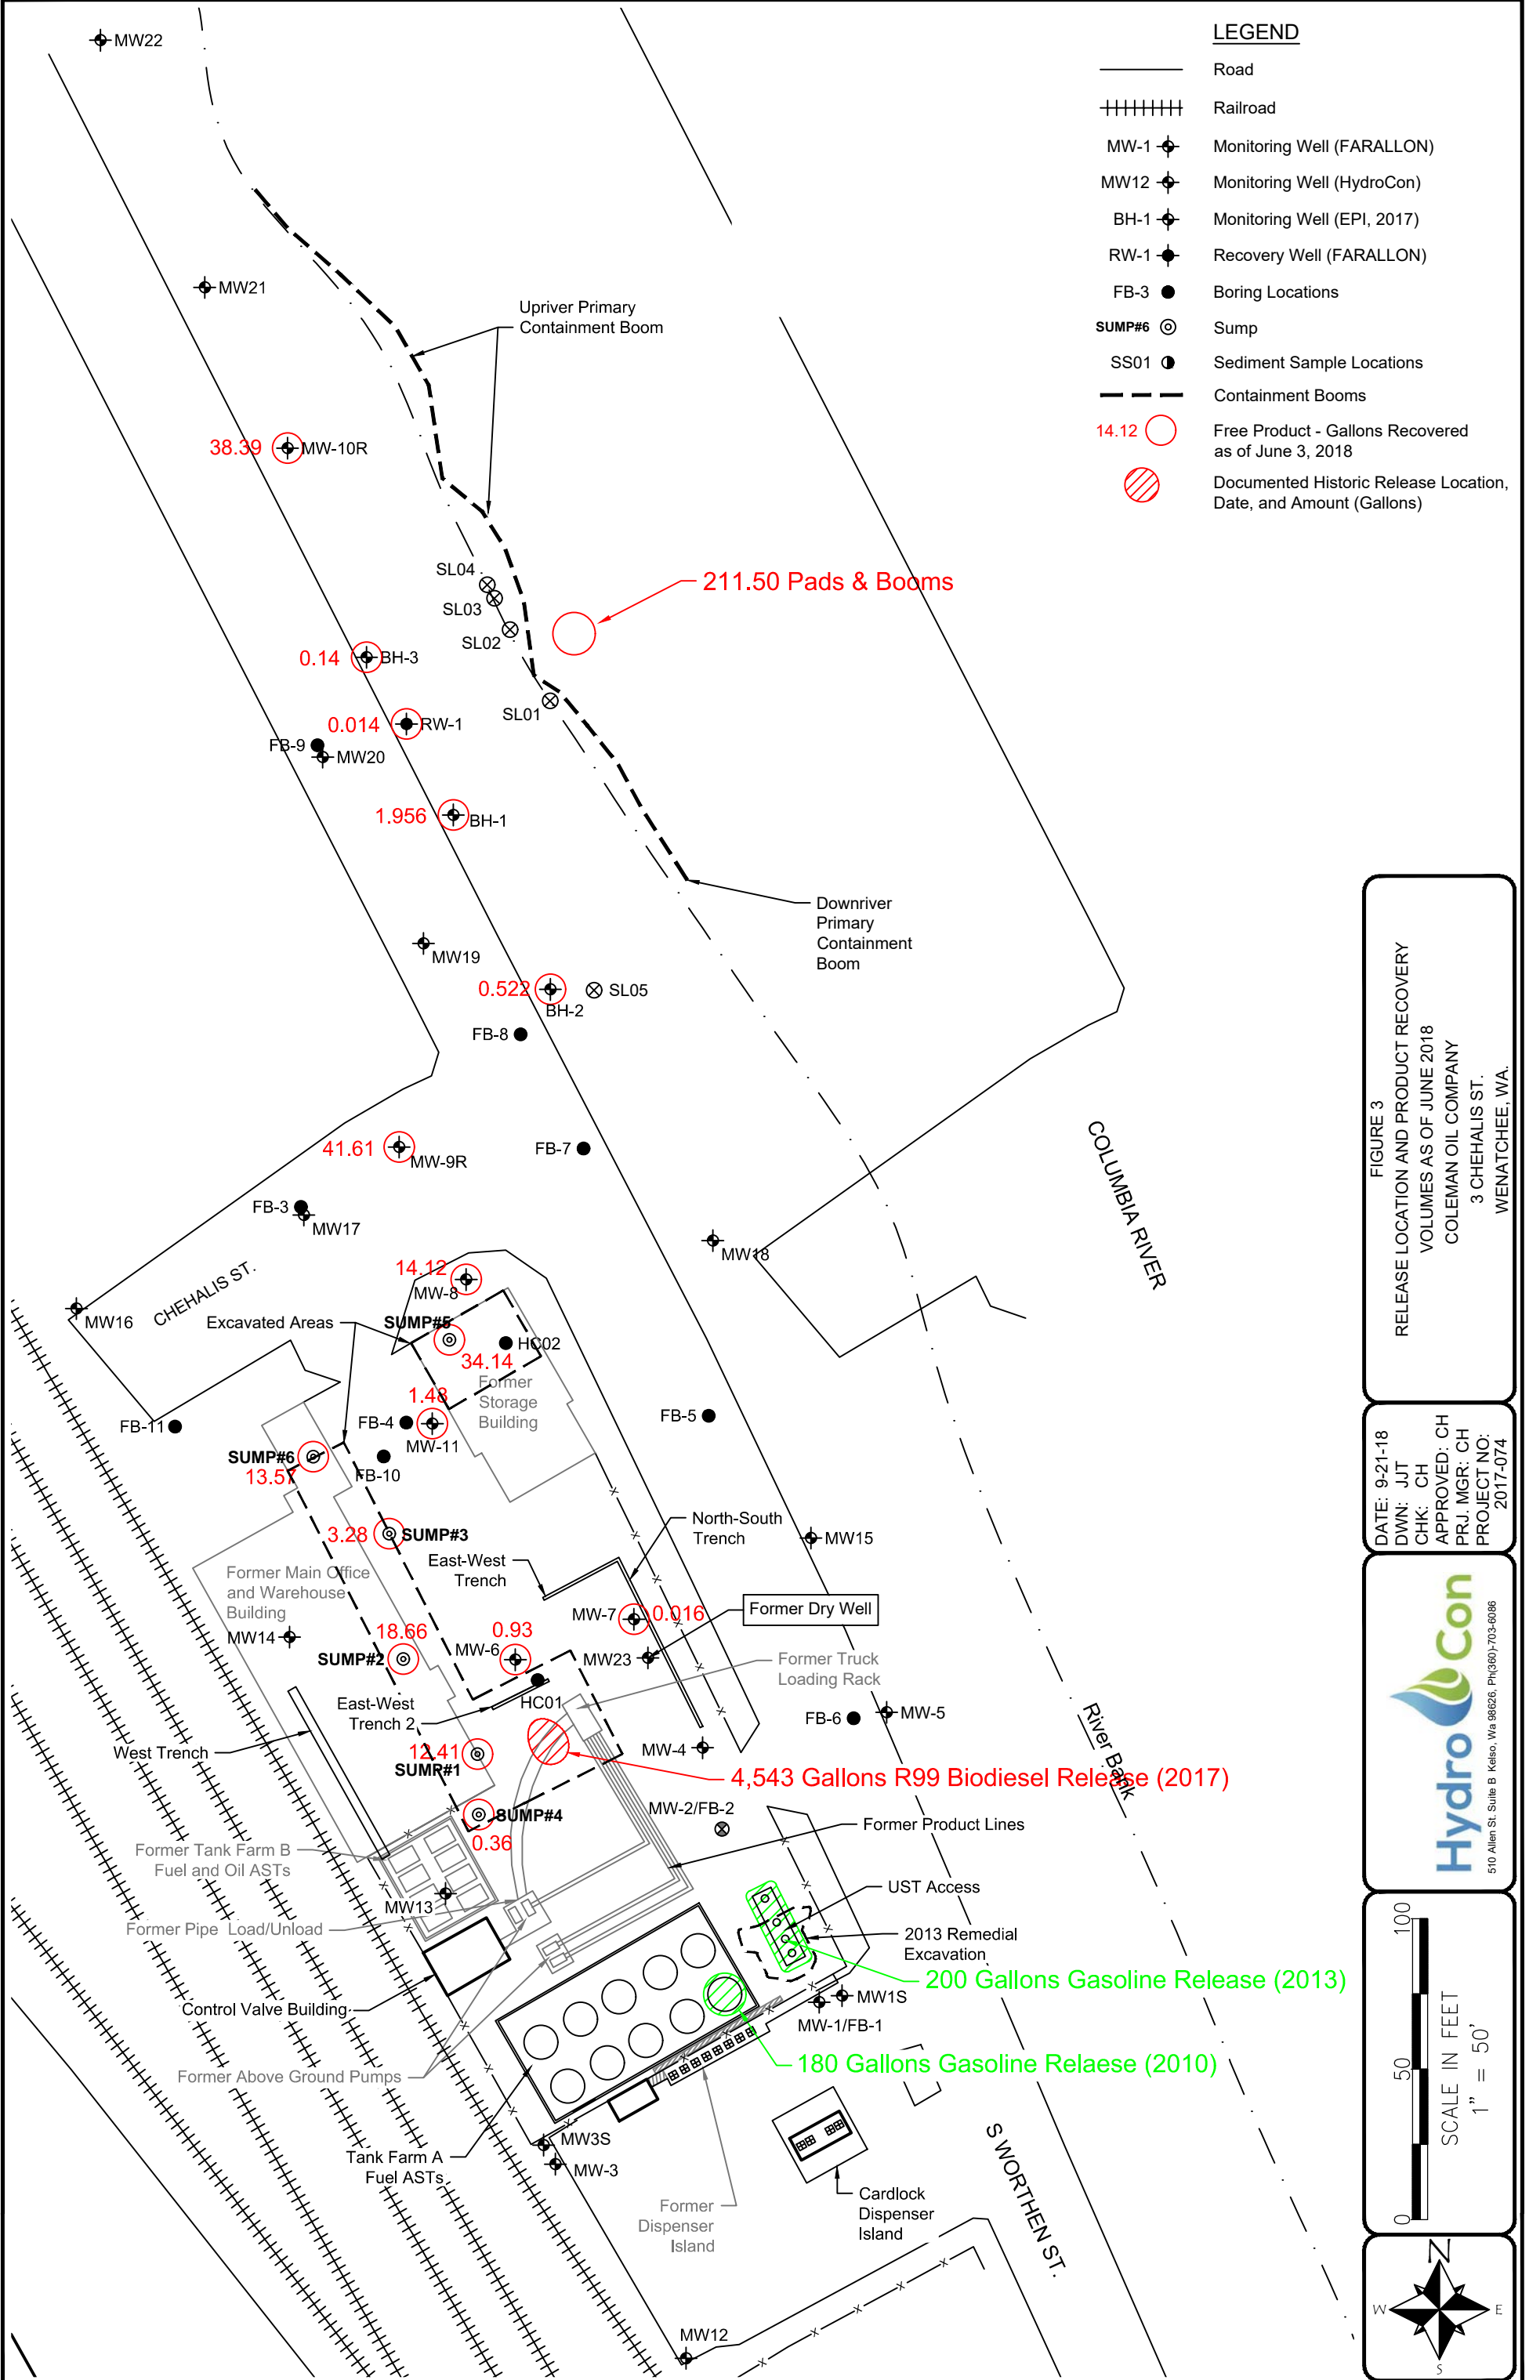 LEGEND
Road
Railroad
MW-1 Monitoring Well (FARALLON)
MW12 Monitoring Well (HydroCon)
BH-1 Monitoring Well (EPI, 2017)
RW-1 Recovery Well (FARALLON)
FB-3 Boring Locations
SUMP#6 Sump
SS01 Sediment Sample Locations
Containment Booms
14.12 Free Product - Gallons Recovered
as of June 3, 2018
Documented Historic Release Location,
Date, and Amount (Gallons)
MW22
MW21
Upriver Primary
Containment Boom
38.39 MW-10R
SL04
SL03
SL02
211.50 Pads & Booms
0.14 BH-3
SL01
0.014 RW-1
FB-9
MW20
1.956 BH-1
Downriver
Primary
Containment
Boom
MW19
0.522
BH-2
SL05
FB-8
COLUMBIA RIVER
41.61
MW-9R
FB-7
FB-3
MW17
MW18
14.12
MW-8
CHEHALIS ST.
MW16
Excavated Areas
SUMP#5
HC02
34.14
Former
Storage
Building
1.48
FB-11
FB-4
MW-11
FB-5
SUMP#6
13.57
FB-10
3.28 SUMP#3
North-South
Trench
MW15
East-West
Trench
Former Main Office
and Warehouse
Building
MW-7 0.016
Former Dry Well
MW14
18.66
SUMP#2
0.93
MW-6
MW23
Former Truck
Loading Rack
HC01
East-West
Trench 2
FB-6
MW-5
River Bank
West Trench
12.41
SUMP#1
MW-4
4,543 Gallons R99 Biodiesel Release (2017)
SUMP#4
0.36
MW-2/FB-2
Former Product Lines
Former Tank Farm B
Fuel and Oil ASTs
MW13
UST Access
Former Pipe Load/Unload
2013 Remedial
Excavation
200 Gallons Gasoline Release (2013)
Control Valve Building
MW1S
MW-1/FB-1
180 Gallons Gasoline Relaese (2010)
Former Above Ground Pumps
MW3S
MW-3
Tank Farm A
Fuel ASTs
Former
Dispenser
Island
Cardlock
Dispenser
Island
S WORTHEN ST.
MW12
FIGURE 3
RELEASE LOCATION AND PRODUCT RECOVERY
VOLUMES AS OF JUNE 2018
COLEMAN OIL COMPANY
3 CHEHALIS ST.
WENATCHEE, WA.
DATE: 9-21-18
DWN: JJT
CHK: CH
APPROVED: CH
PRJ. MGR: CH
PROJECT NO:
2017-074
HydroCon
510 Allen St. Suite B Kelso, Wa 98626, Ph(360)-703-6086
0 50 100
SCALE IN FEET
1" = 50'
N
W E
S